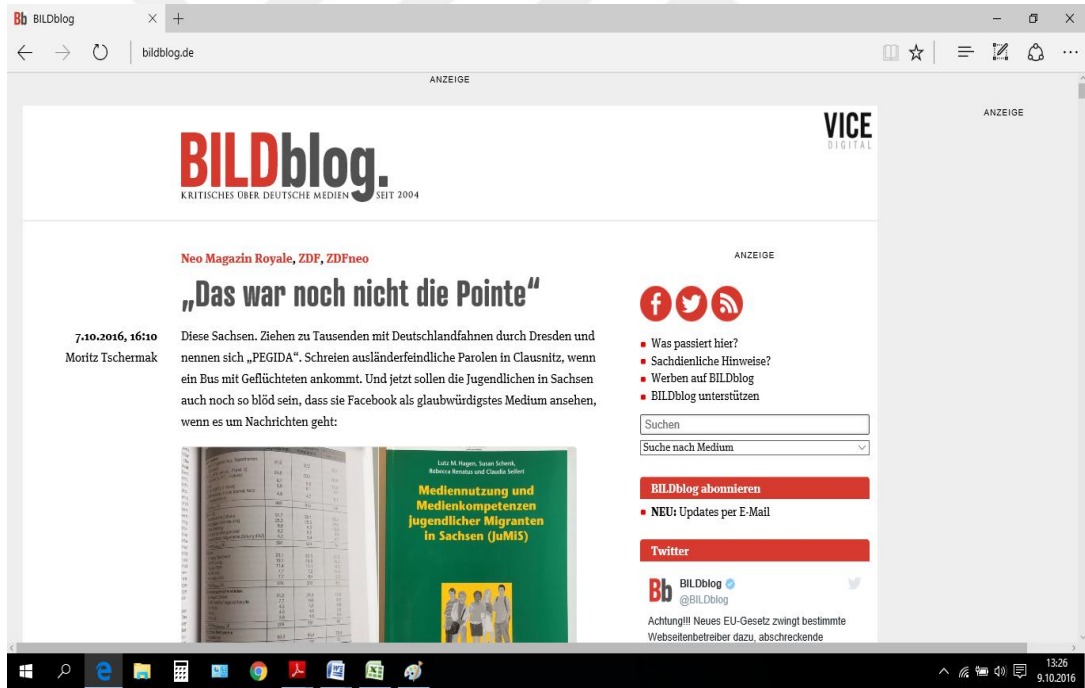 Bb BILDblog
bildblog.de
ANZEIGE
ANZEIGE
VICE
DIGITAL
BILDblog.
KRITISCHES ÜBER DEUTSCHE MEDIEN SEIT 2004
Neo Magazin Royale, ZDF, ZDFneo
„Das war noch nicht die Pointe“
7.10.2016, 16:10
Moritz Tschermak
Diese Sachsen. Ziehen zu Tausenden mit Deutschlandfahnen durch Dresden und
nennen sich „PEGIDA“. Schreien ausländerfeindliche Parolen in Clausnitz, wenn
ein Bus mit Geflüchteten ankommt. Und jetzt sollen die Jugendlichen in Sachsen
auch noch so blöd sein, dass sie Facebook als glaubwürdigstes Medium ansehen,
wenn es um Nachrichten geht:
Lutz M. Hagen, Susan Schenk,
Rebecca Renatus und Claudia Seifert
Mediennutzung und
Medienkompetenzen
jugendlicher Migranten
in Sachsen (JuMiS)
ANZEIGE
Was passiert hier?
Sachdienliche Hinweise?
Werben auf BILDblog
BILDblog unterstützen
Suchen
Suche nach Medium
BILDblog abonnieren
NEU: Updates per E-Mail
Twitter
Bb BILDblog
@BILDblog
Achtung!!! Neues EU-Gesetz zwingt bestimmte
Webseitenbetreiber dazu, abschreckende
13:26
9.10.2016